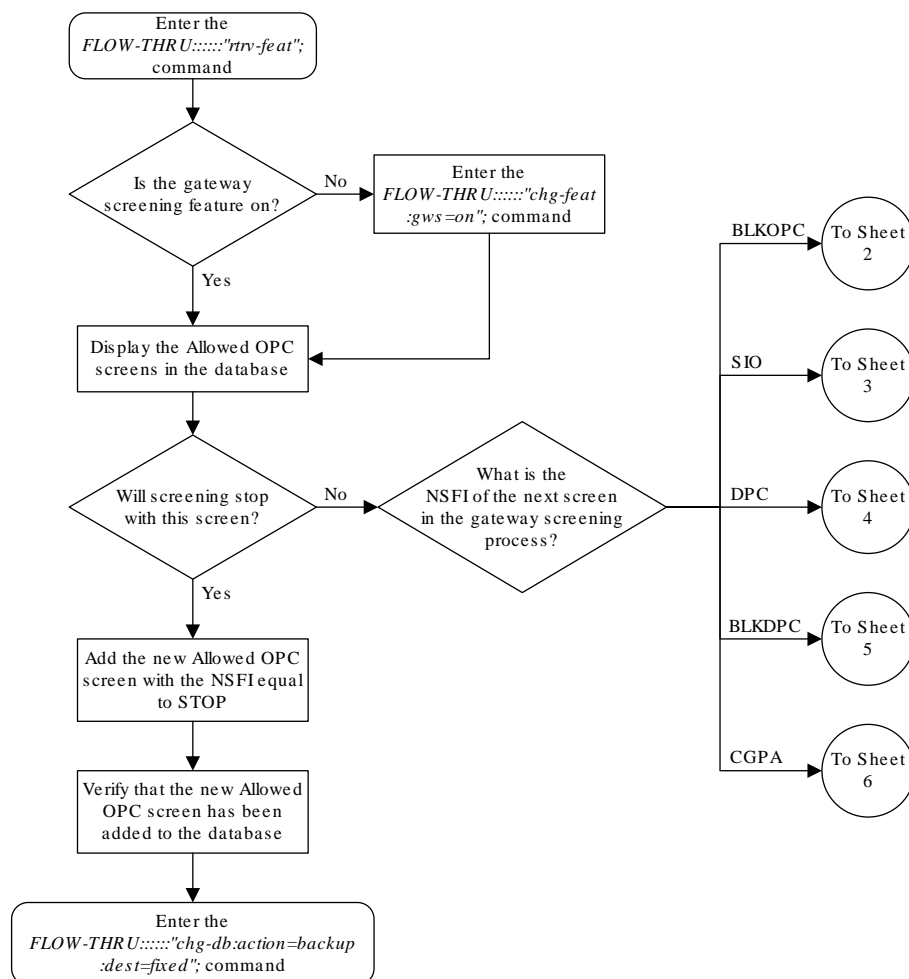 Enter the
FLOW-THRU::::::"rtrv-feat";
command
Is the gateway
screening feature on?
No
Enter the
FLOW-THRU::::::"chg-feat
:gws=on"; command
Yes
Display the Allowed OPC
screens in the database
Will screening stop
with this screen?
No
What is the
NSFI of the next screen
in the gateway screening
process?
BLKOPC
To Sheet
2
SIO
To Sheet
3
DPC
To Sheet
4
BLKDPC
To Sheet
5
CGPA
To Sheet
6
Yes
Add the new Allowed OPC
screen with the NSFI equal
to STOP
Verify that the new Allowed
OPC screen has been
added to the database
Enter the
FLOW-THRU::::::"chg-db:action=backup
:dest=fixed"; command